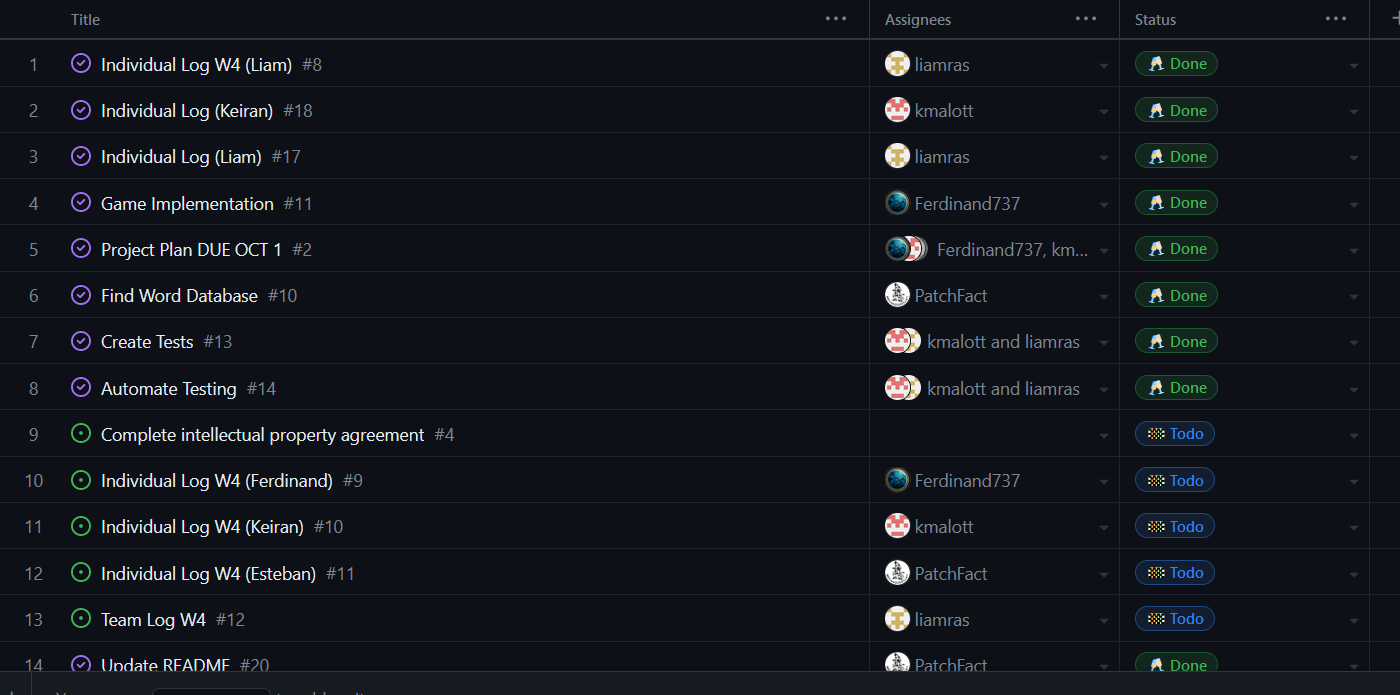 Title ... Assignees ... Status ...
1 Individual Log W4 (Liam) #8 liamras Done
2 Individual Log (Keiran) #18 kmalott Done
3 Individual Log (Liam) #17 liamras Done
4 Game Implementation #11 Ferdinand737 Done
5 Project Plan DUE OCT 1 #2 Ferdinand737, km... Done
6 Find Word Database #10 PatchFact Done
7 Create Tests #13 kmalott and liamras Done
8 Automate Testing #14 kmalott and liamras Done
9 Complete intellectual property agreement #4 Todo
10 Individual Log W4 (Ferdinand) #9 Ferdinand737 Todo
11 Individual Log W4 (Keiran) #10 kmalott Todo
12 Individual Log W4 (Esteban) #11 PatchFact Todo
13 Team Log W4 #12 liamras Todo
14 Update README #20 PatchFact Done